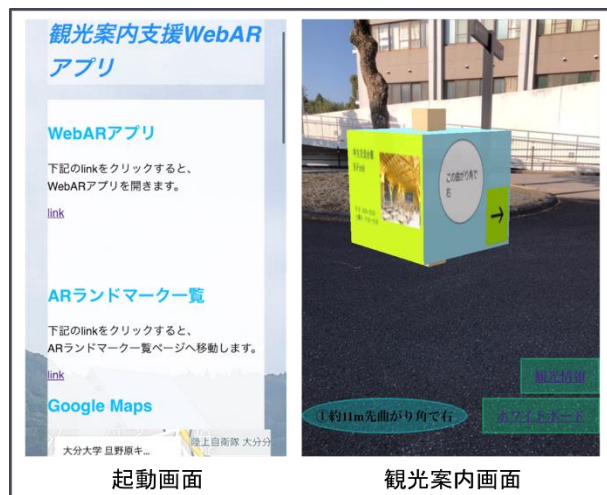 観光案内支援WebAR
アプリ
WebARアプリ
下記のlinkをクリックすると、
WebARアプリを開きます。
link
ARランドマーク一覧
下記のlinkをクリックすると、
ARランドマーク一覧ページへ移動します。
link
Google Maps
大分大学 旦野原キ...
陸上自衛隊 大分分
起動画面
この曲がり角で
右
→
観光情報
①約11m先曲がり角で右
ホワイトボード
観光案内画面